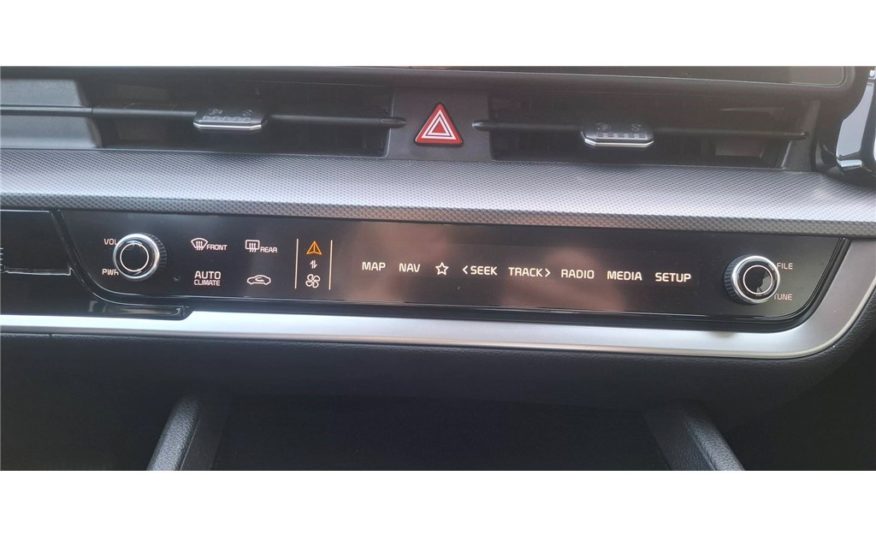 VOL
PWR
FRONT
REAR
AUTO
CLIMATE
MAP NAV ☆ <SEEK TRACK> RADIO MEDIA SETUP
FILE
TUNE